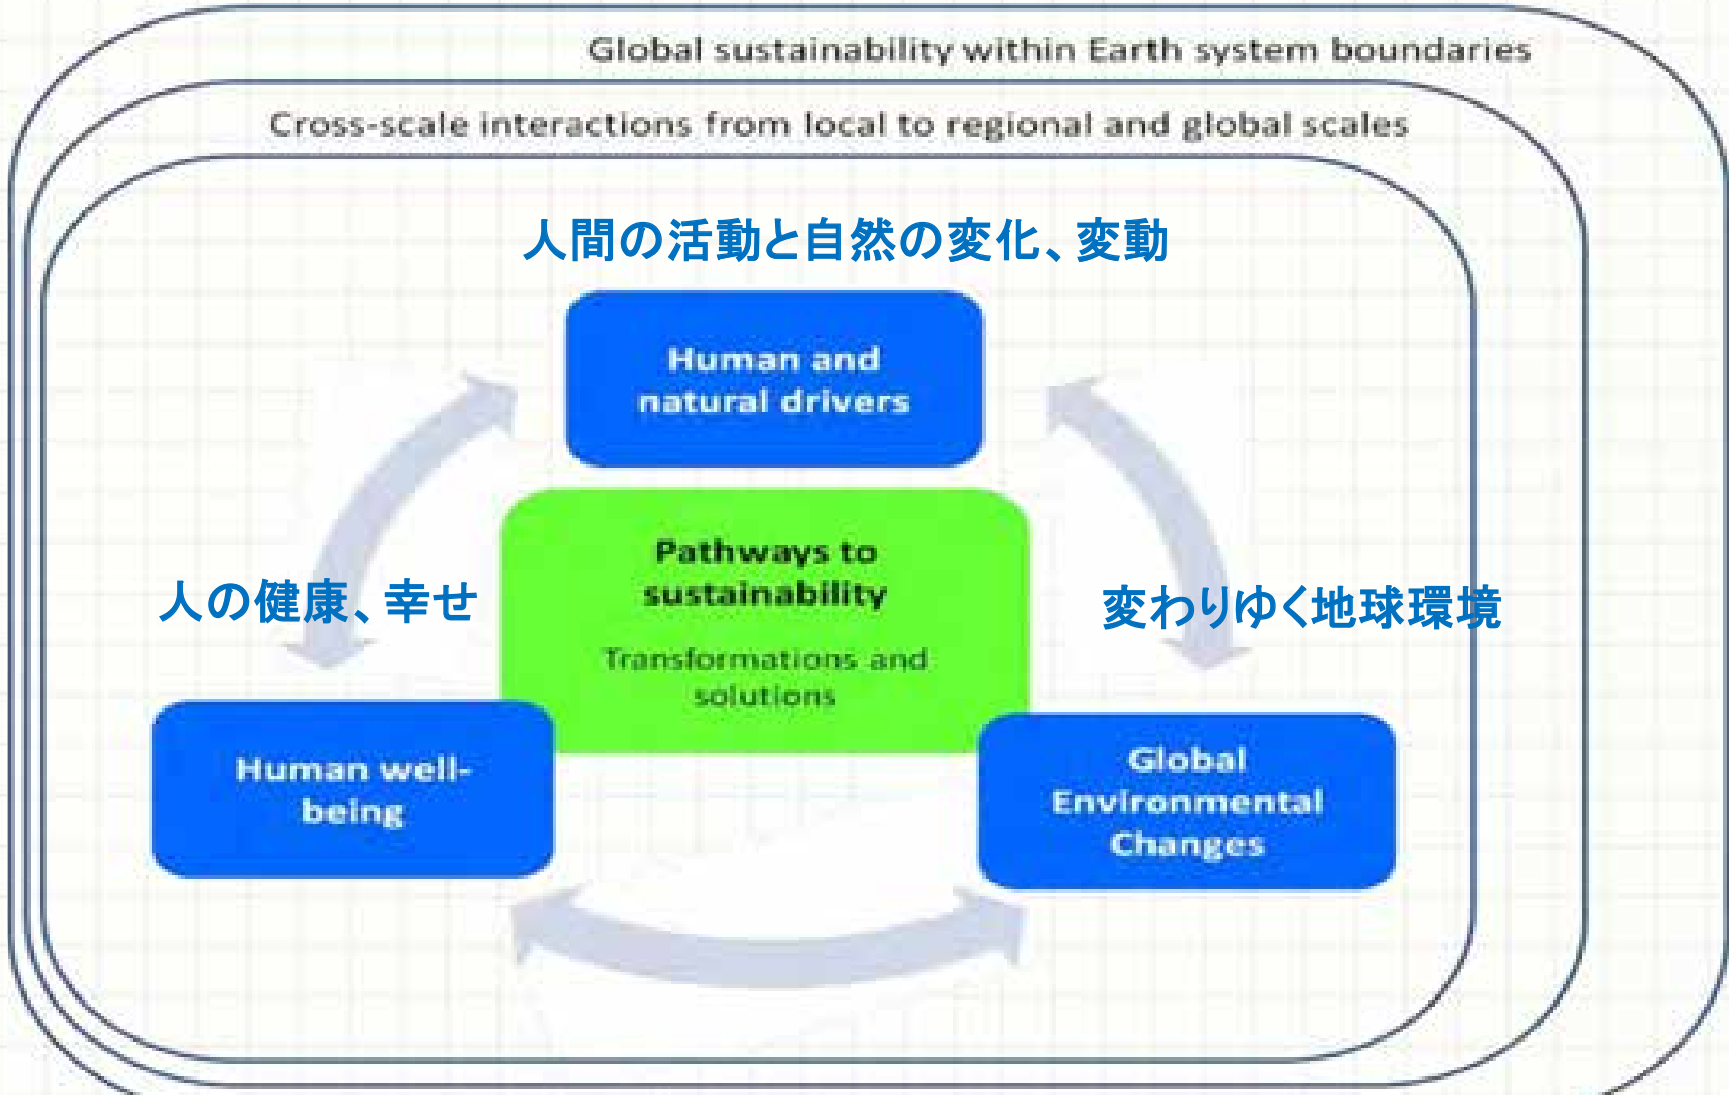 Global sustainability within Earth system boundaries
Cross-scale interactions from local to regional and global scales
人間の活動と自然の変化、変動
Human and
natural drivers
Pathways to
sustainability
Transformations and
solutions
人の健康、幸せ
変わりゆく地球環境
Human well-
being
Global
Environmental
Changes